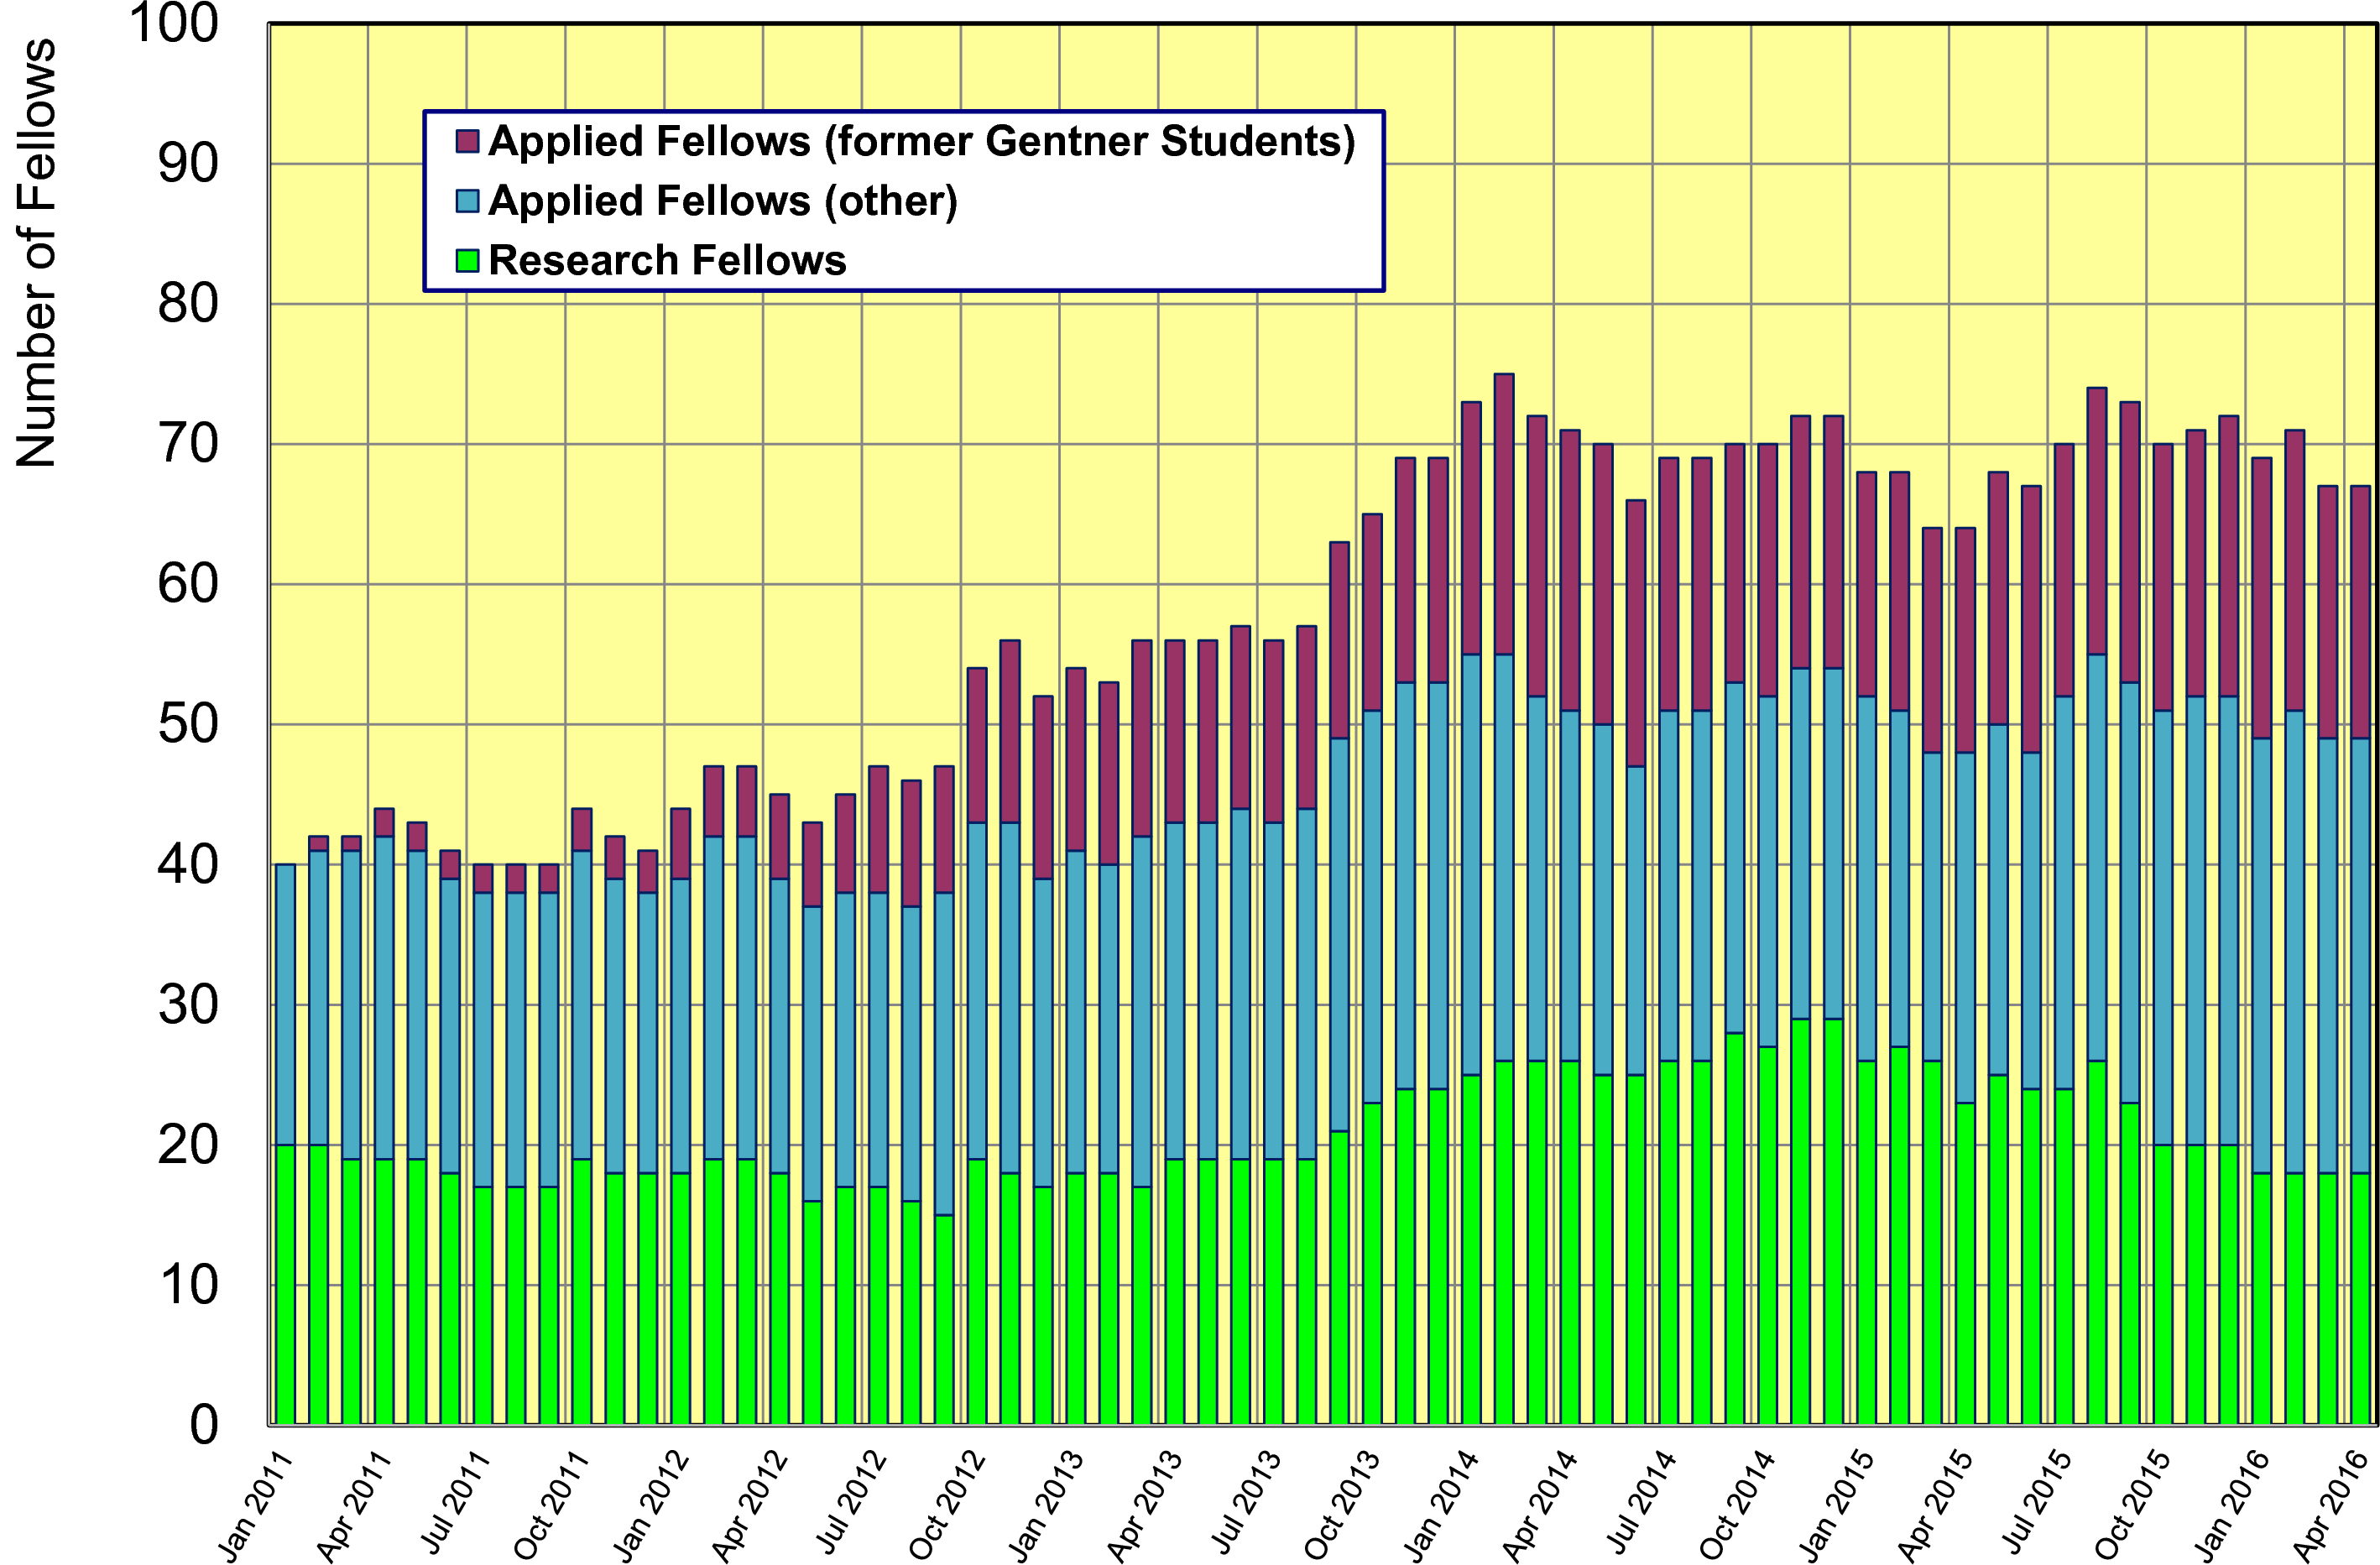 Number of Fellows
100
90
80
70
60
50
40
30
20
10
0
Applied Fellows (former Gentner Students)
Applied Fellows (other)
Research Fellows
Jan 2011
Apr 2011
Jul 2011
Oct 2011
Jan 2012
Apr 2012
Jul 2012
Oct 2012
Jan 2013
Apr 2013
Jul 2013
Oct 2013
Jan 2014
Apr 2014
Jul 2014
Oct 2014
Jan 2015
Apr 2015
Jul 2015
Oct 2015
Jan 2016
Apr 2016